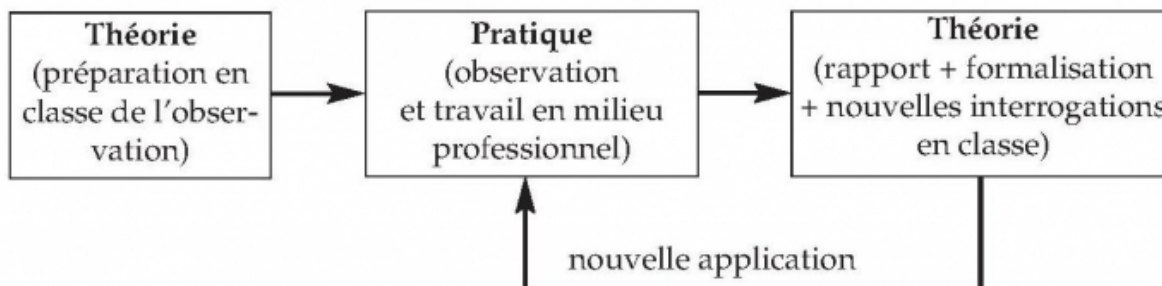 Théorie
(préparation en
classe de l'obser-
vation)
Pratique
(observation
et travail en milieu
professionnel)
Théorie
(rapport + formalisation
+ nouvelles interrogations
en classe)
nouvelle application